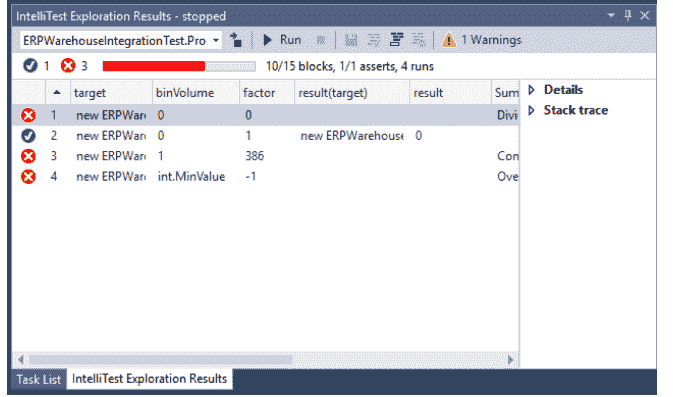 IntelliTest Exploration Results - stopped
ERPWarehouseIntegrationTest.Pro Run 1 Warnings
1 3 10/15 blocks, 1/1 asserts, 4 runs
target binVolume factor result(target) result Sum Details
1 new ERPWar 0 0 Divi Stack trace
2 new ERPWar 0 1 new ERPWarehouse 0
3 new ERPWar 1 386 Con
4 new ERPWar int.MinValue -1 Ove
Task List IntelliTest Exploration Results